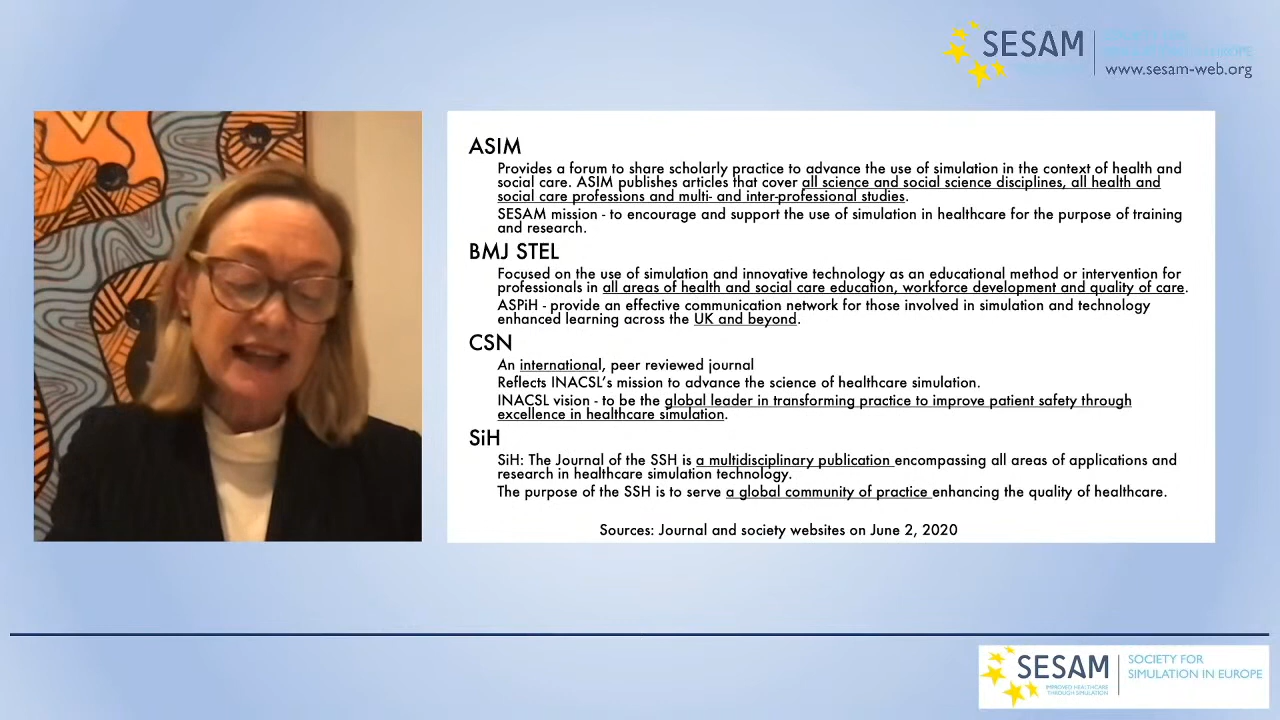 SESAM
SOCIETY FOR
SIMULATION IN EUROPE
www.sesam-web.org
ASIM
Provides a forum to share scholarly practice to advance the use of simulation in the context of health and
social care. ASIM publishes articles that cover all science and social science disciplines, all health and
social care professions and multi- and inter-professional studies.
SESAM mission - to encourage and support the use of simulation in healthcare for the purpose of training
and research.
BMJ STEL
Focused on the use of simulation and innovative technology as an educational method or intervention for
professionals in all areas of health and social care education, workforce development and quality of care.
ASPiH - provide an effective communication network for those involved in simulation and technology
enhanced learning across the UK and beyond.
CSN
An international, peer reviewed journal
Reflects INACSL’s mission to advance the science of healthcare simulation.
INACSL vision - to be the global leader in transforming practice to improve patient safety through
excellence in healthcare simulation.
SiH
SiH: The Journal of the SSH is a multidisciplinary publication encompassing all areas of applications and
research in healthcare simulation technology.
The purpose of the SSH is to serve a global community of practice enhancing the quality of healthcare.
Sources: Journal and society websites on June 2, 2020
SESAM
IMPROVED HEALTHCARE
THROUGH SIMULATION
SOCIETY FOR
SIMULATION IN EUROPE